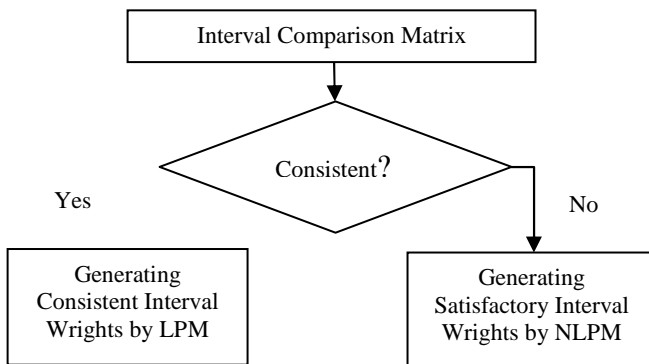 Interval Comparison Matrix
Consistent?
Yes
No
Generating
Consistent Interval
Wrights by LPM
Generating
Satisfactory Interval
Wrights by NLPM